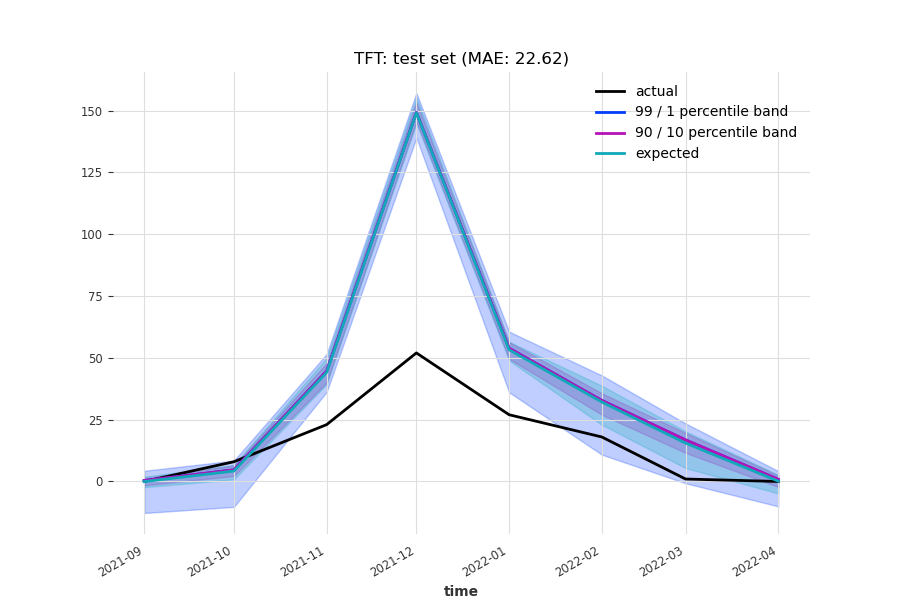 TFT: test set (MAE: 22.62)
actual
99 / 1 percentile band
90 / 10 percentile band
expected
150
125
100
75
50
25
0
2021-09
2021-10
2021-11
2021-12
2022-01
2022-02
2022-03
2022-04
time